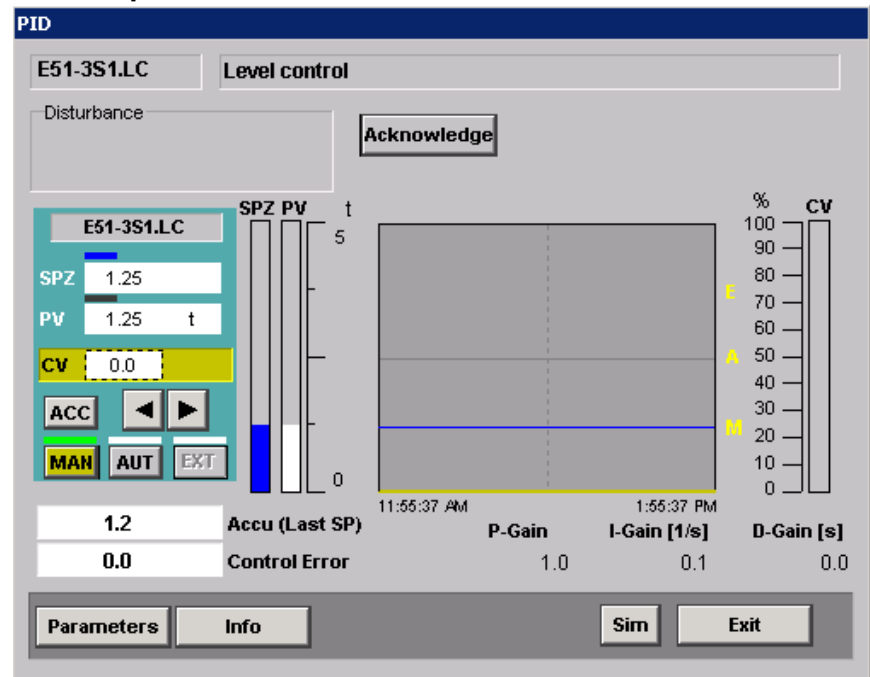 PID
E51-3S1.LC Level control
Disturbance
Acknowledge
E51-3S1.LC
SPZ 1.25
PV 1.25 t
CV 0.0
ACC ◄ ►
MAN AUT EXT
SPZ PV t
5
0
E
A
M
11:55:37 AM 1:55:37 PM
% CV
100
90
80
70
60
50
40
30
20
10
0
1.2 Accu (Last SP)
0.0 Control Error
P-Gain I-Gain [1/s] D-Gain [s]
1.0 0.1 0.0
Parameters Info Sim Exit